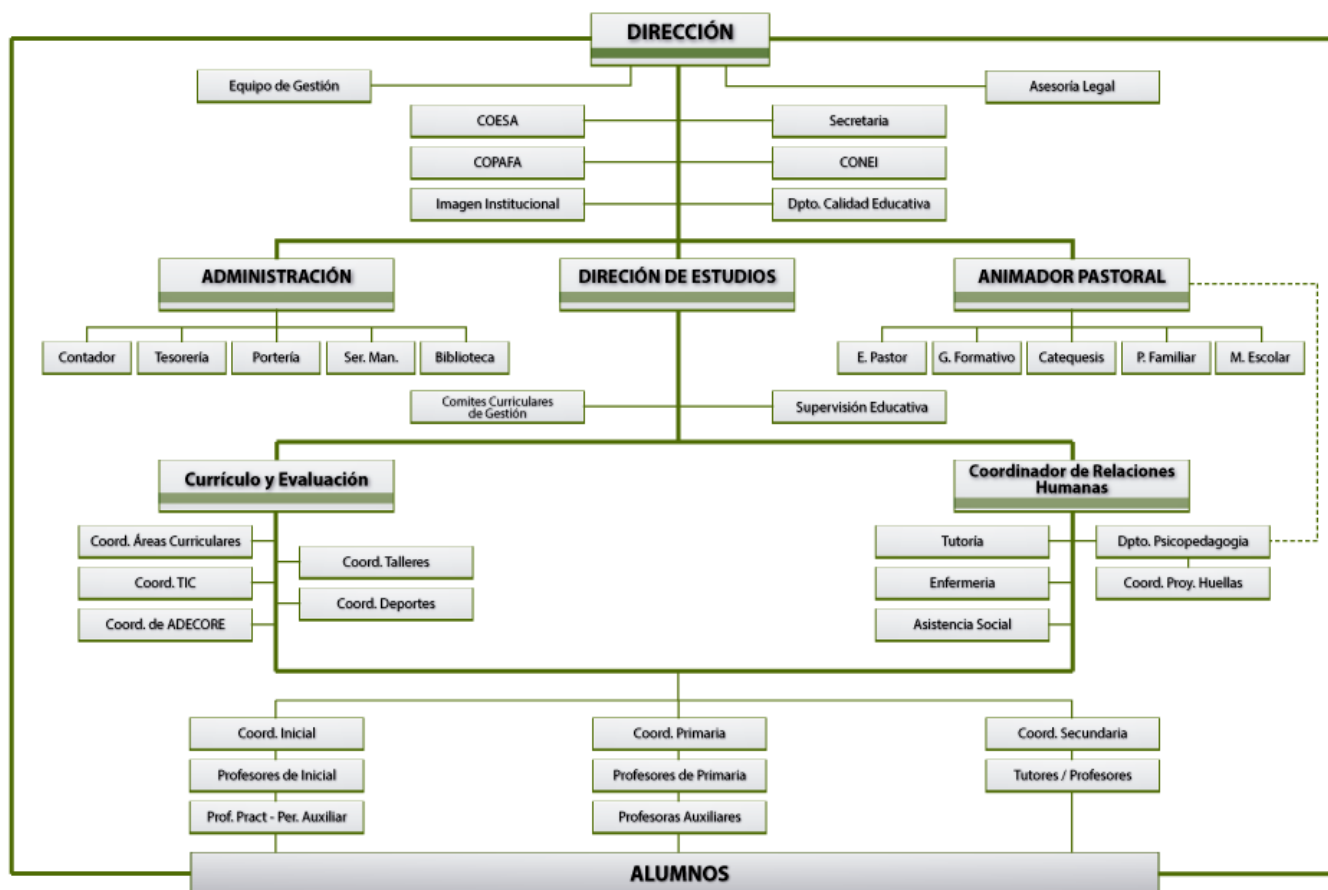 DIRECCIÓN
Equipo de Gestión
Asesoría Legal
COESA
Secretaria
COPAFA
CONEI
Imagen Institucional
Dpto. Calidad Educativa
ADMINISTRACIÓN
DIRECIÓN DE ESTUDIOS
ANIMADOR PASTORAL
Contador
Tesorería
Portería
Ser. Man.
Biblioteca
E. Pastor
G. Formativo
Catequesis
P. Familiar
M. Escolar
Comites Curriculares
de Gestión
Supervisión Educativa
Currículo y Evaluación
Coordinador de Relaciones
Humanas
Coord. Áreas Curriculares
Coord. Talleres
Coord. TIC
Coord. Deportes
Coord. de ADECORE
Tutoría
Dpto. Psicopedagogia
Enfermeria
Coord. Proy. Huellas
Asistencia Social
Coord. Inicial
Coord. Primaria
Coord. Secundaria
Profesores de Inicial
Profesores de Primaria
Tutores / Profesores
Prof. Pract - Per. Auxiliar
Profesoras Auxiliares
ALUMNOS